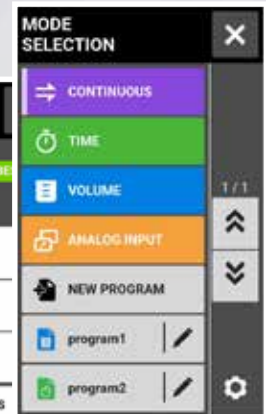 MODE
SELECTION
CONTINUOUS
TIME
VOLUME
1 / 1
ANALOG INPUT
NEW PROGRAM
program1
program2